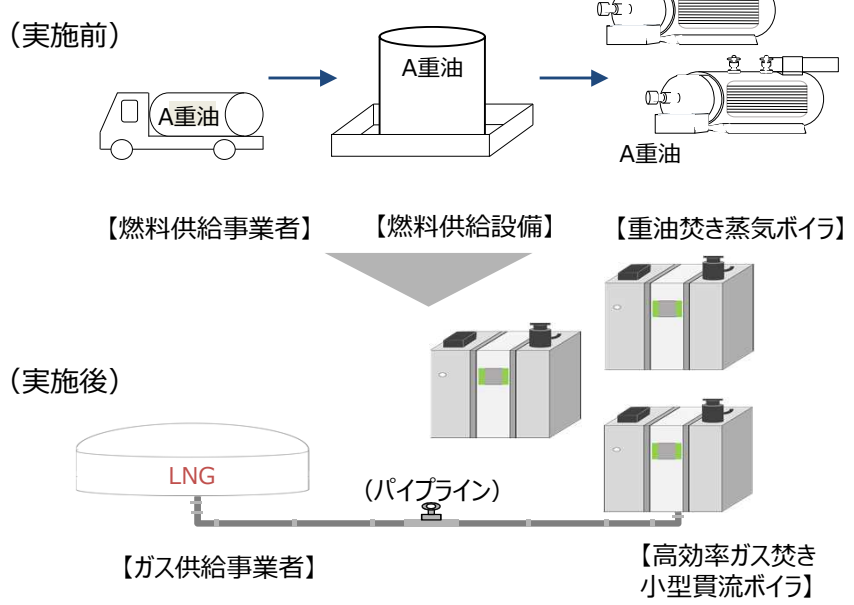 （実施前）
A重油
A重油
A重油
【燃料供給事業者】
【燃料供給設備】
【重油焚き蒸気ボイラ】
（実施後）
LNG
（パイプライン）
【ガス供給事業者】
【高効率ガス焚き
小型貫流ボイラ】